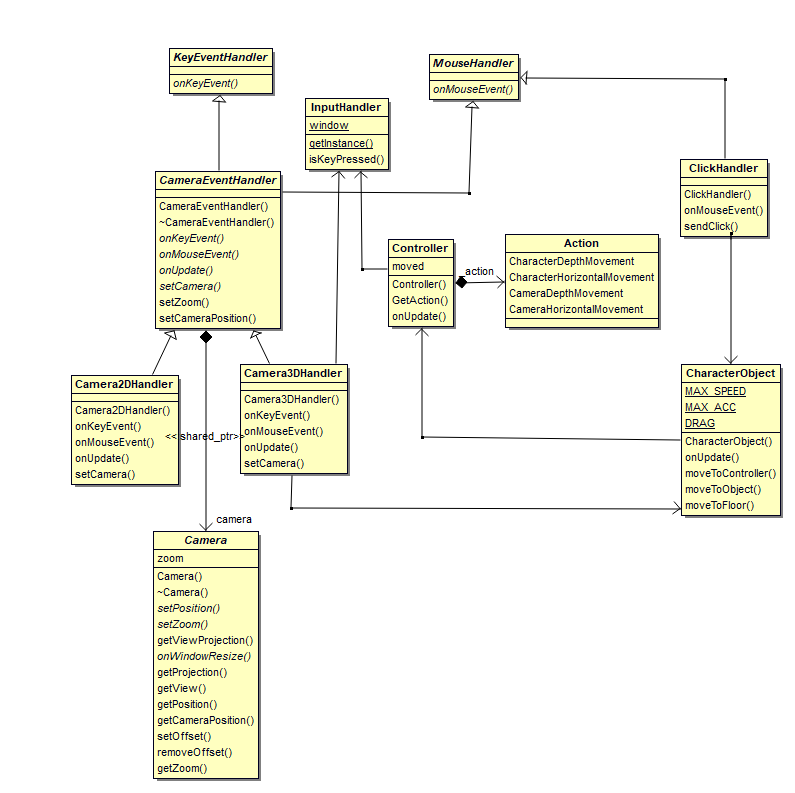 KeyEventHandler
onKeyEvent()
MouseHandler
onMouseEvent()
InputHandler
window
getInstance()
isKeyPressed()
ClickHandler
ClickHandler()
onMouseEvent()
sendClick()
CameraEventHandler
CameraEventHandler()
~CameraEventHandler()
onKeyEvent()
onMouseEvent()
onUpdate()
setCamera()
setZoom()
setCameraPosition()
Controller
moved
Controller()
GetAction()
onUpdate()
_action
Action
CharacterDepthMovement
CharacterHorizontalMovement
CameraDepthMovement
CameraHorizontalMovement
Camera2DHandler
Camera2DHandler()
onKeyEvent()
onMouseEvent()
onUpdate()
setCamera()
<< shared_ptr>>
Camera3DHandler
Camera3DHandler()
onKeyEvent()
onMouseEvent()
onUpdate()
setCamera()
CharacterObject
MAX_SPEED
MAX_ACC
DRAG
CharacterObject()
onUpdate()
moveToController()
moveToObject()
moveToFloor()
camera
Camera
zoom
Camera()
~Camera()
setPosition()
setZoom()
getViewProjection()
onWindowResize()
getProjection()
getView()
getPosition()
getCameraPosition()
setOffset()
removeOffset()
getZoom()